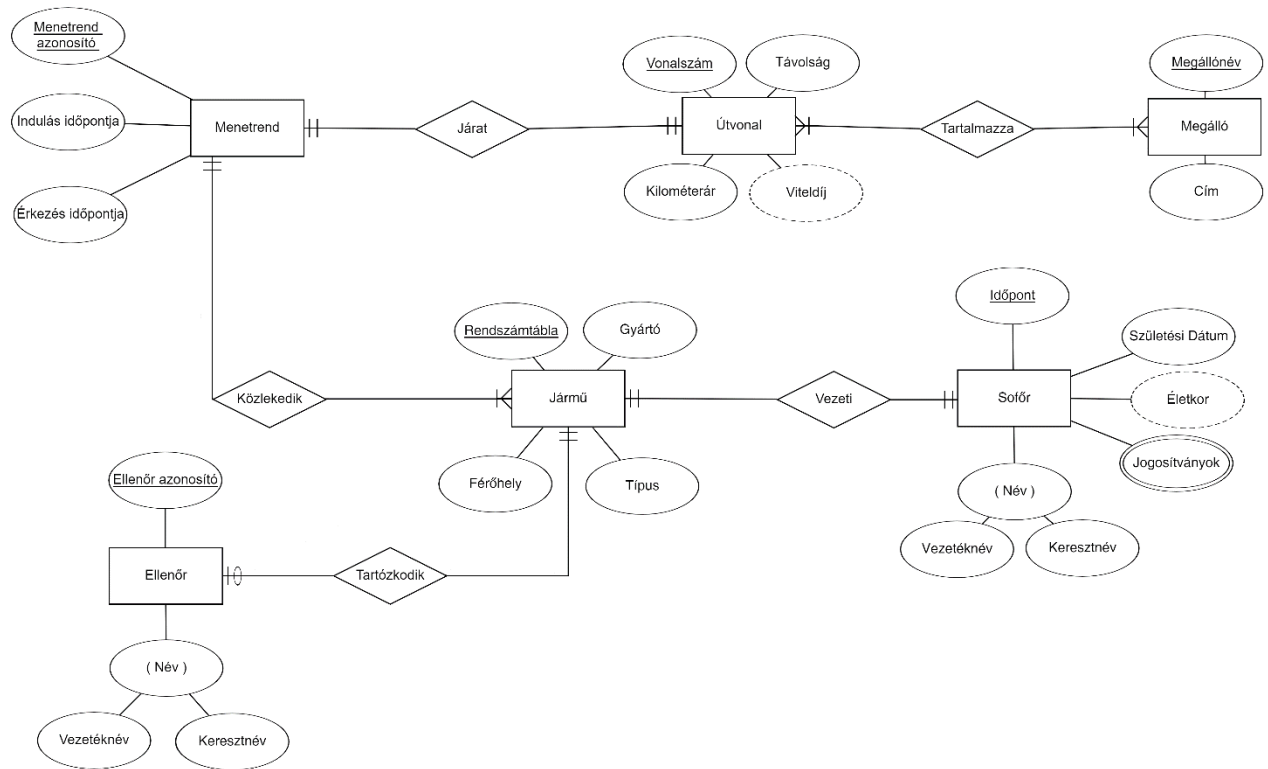 Menetrend
azonosító
Indulás időpontja
Érkezés időpontja
Menetrend
Járat
Vonalszám
Távolság
Útvonal
Kilométerár
Viteldíj
Tartalmazza
Megállónév
Megálló
Cím
Közlekedik
Rendszámtábla
Gyártó
Jármű
Férőhely
Típus
Vezeti
Időpont
Születési Dátum
Sofőr
Életkor
Jogosítványok
( Név )
Vezetéknév
Keresztnév
Ellenőr azonosító
Ellenőr
Tartózkodik
( Név )
Vezetéknév
Keresztnév